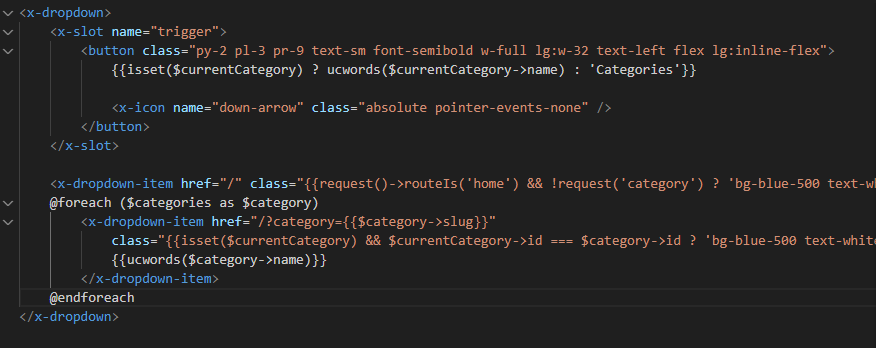 <x-dropdown>
<x-slot name="trigger">
<button class="py-2 pl-3 pr-9 text-sm font-semibold w-full lg:w-32 text-left flex lg:inline-flex">
{{isset($currentCategory) ? ucwords($currentCategory->name) : 'Categories'}}
<x-icon name="down-arrow" class="absolute pointer-events-none" />
</button>
</x-slot>
<x-dropdown-item href="/" class="{{request()->routeIs('home') && !request('category') ? 'bg-blue-500
@foreach ($categories as $category)
<x-dropdown-item href="/?category={{$category->slug}}"
class="{{isset($currentCategory) && $currentCategory->id === $category->id ? 'bg-blue-500 text-white
{{ucwords($category->name)}}
</x-dropdown-item>
@endforeach
</x-dropdown>